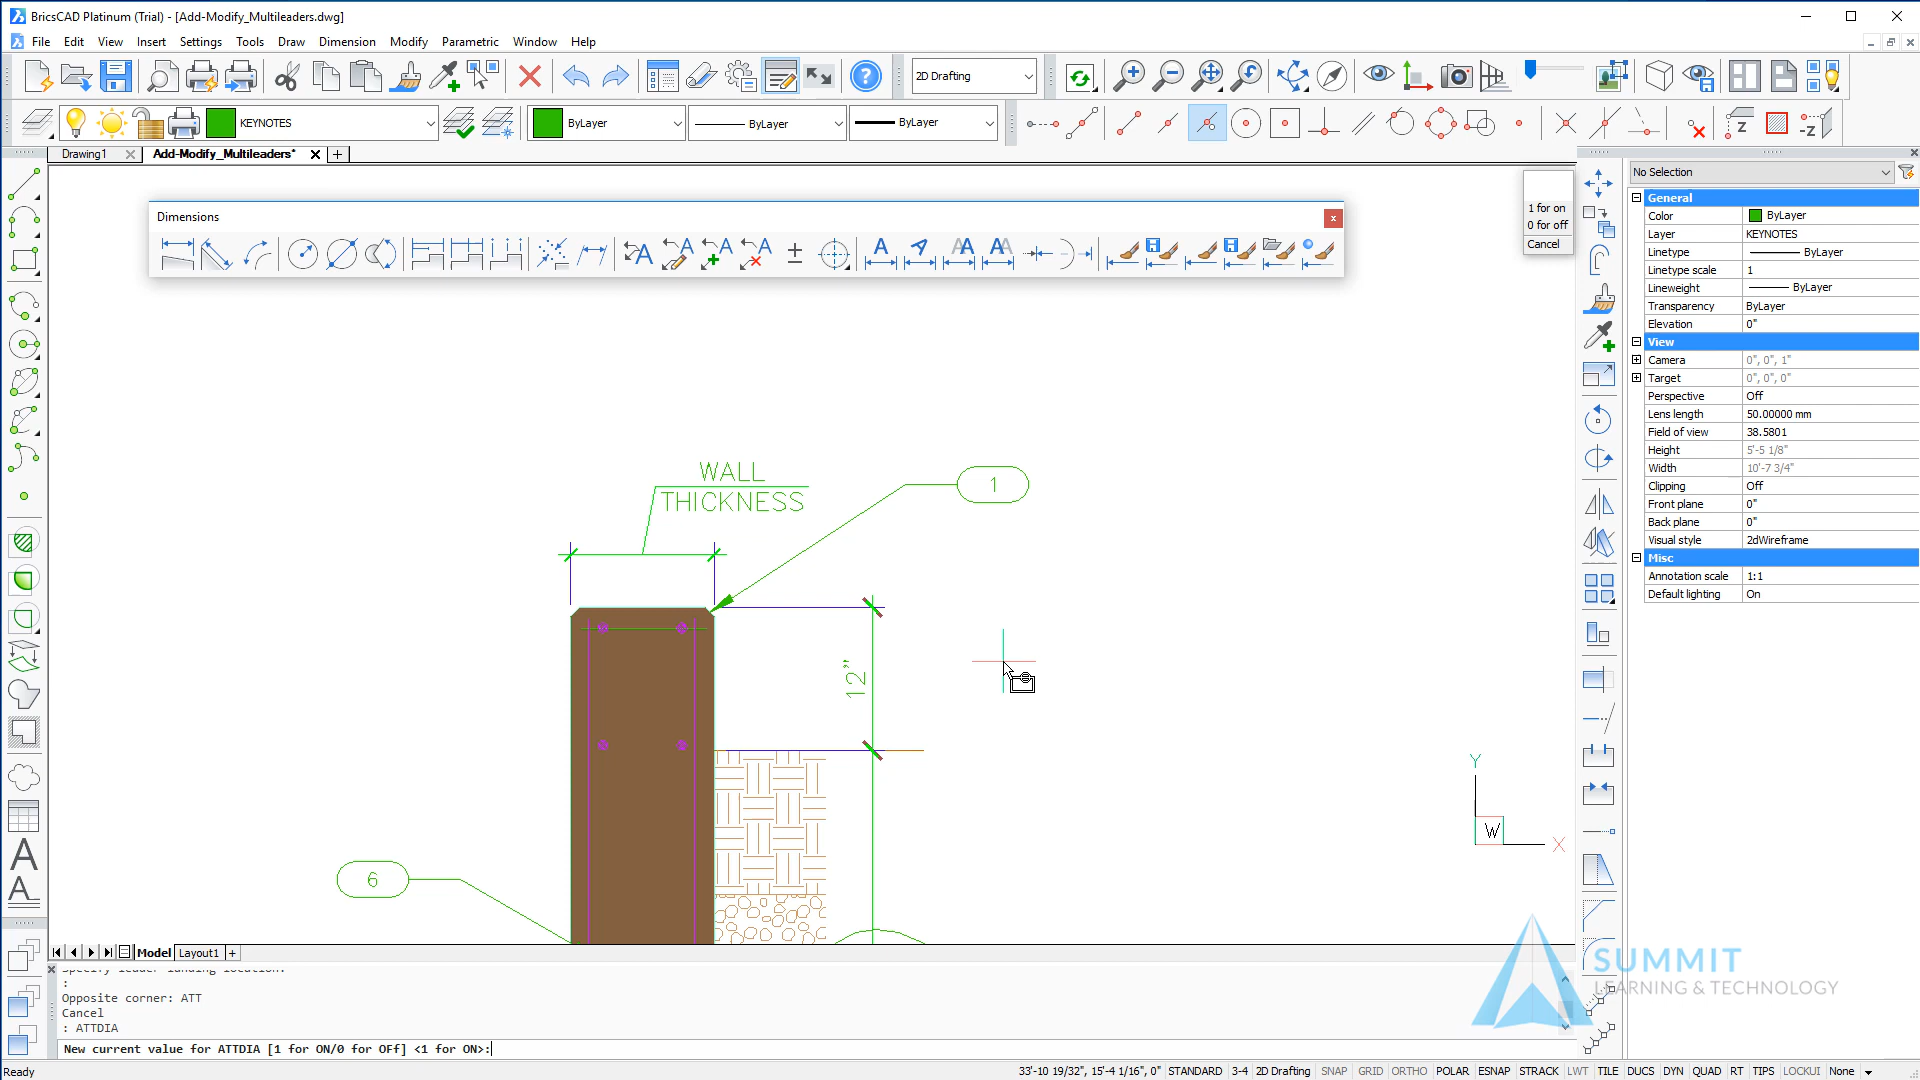 BricsCAD Platinum (Trial) - [Add-Modify_Multileaders.dwg]
File Edit View Insert Settings Tools Draw Dimension Modify Parametric Window Help
2D Drafting
KEYNOTES
ByLayer
ByLayer
ByLayer
Drawing1
Add-Modify_Multileaders*
Dimensions
1 for on
0 for off
Cancel
No Selection
General
Color ByLayer
Layer KEYNOTES
Linetype ByLayer
Linetype scale 1
Lineweight ByLayer
Transparency ByLayer
Elevation 0"
View
Camera 0", 0", 1"
Target 0", 0", 0"
Perspective Off
Lens length 50.00000 mm
Field of view 38.5801
Height 5'-5 1/8"
Width 10'-7 3/4"
Clipping Off
Front plane 0"
Back plane 0"
Visual style 2dWireframe
Misc
Annotation scale 1:1
Default lighting On
WALL
THICKNESS
1
12"
6
Y
W
X
Model Layout1
Specify leader landing location:
:
Opposite corner: ATT
Cancel
: ATTDIA
New current value for ATTDIA [1 for ON/0 for OFf] <1 for ON>:
SUMMIT
LEARNING & TECHNOLOGY
Ready
33'-10 19/32", 15'-4 1/16", 0" STANDARD 3-4 2D Drafting SNAP GRID ORTHO POLAR ESNAP STRACK LWT TILE DUCS DYN QUAD RT TIPS LOCKUI None